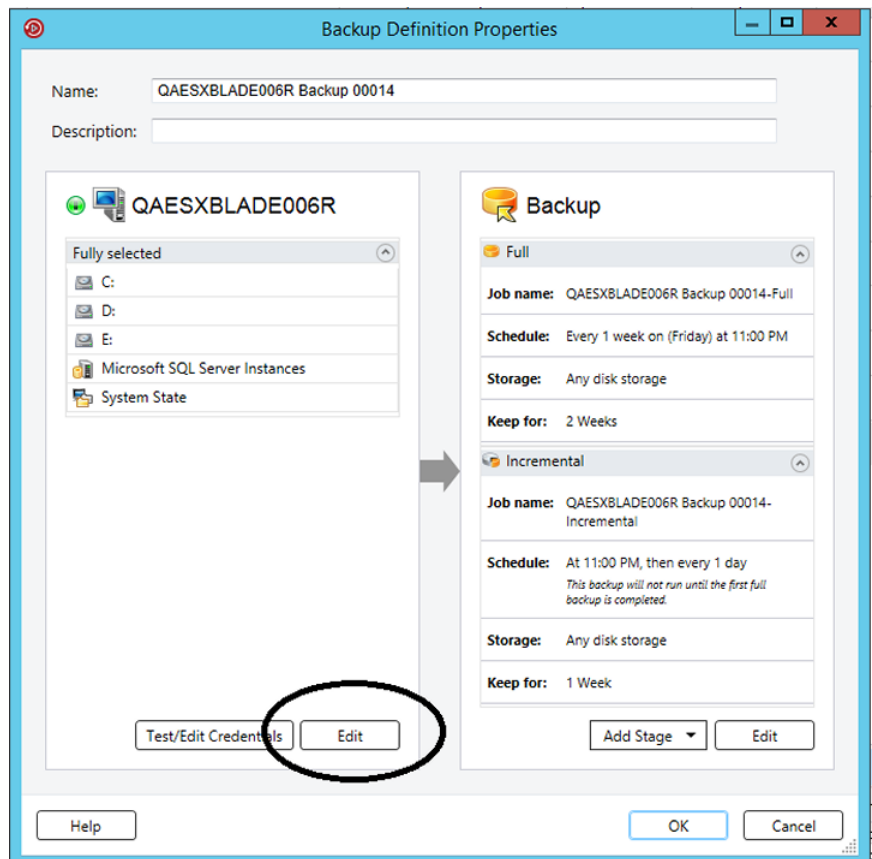 Backup Definition Properties
Name: QAESXBLADE006R Backup 00014
Description:
QAESXBLADE006R
Fully selected
C:
D:
E:
Microsoft SQL Server Instances
System State
Test/Edit Credentials
Edit
Backup
Full
Job name: QAESXBLADE006R Backup 00014-Full
Schedule: Every 1 week on (Friday) at 11:00 PM
Storage: Any disk storage
Keep for: 2 Weeks
Incremental
Job name: QAESXBLADE006R Backup 00014-
Incremental
Schedule: At 11:00 PM, then every 1 day
This backup will not run until the first full
backup is completed.
Storage: Any disk storage
Keep for: 1 Week
Add Stage
Edit
Help
OK
Cancel